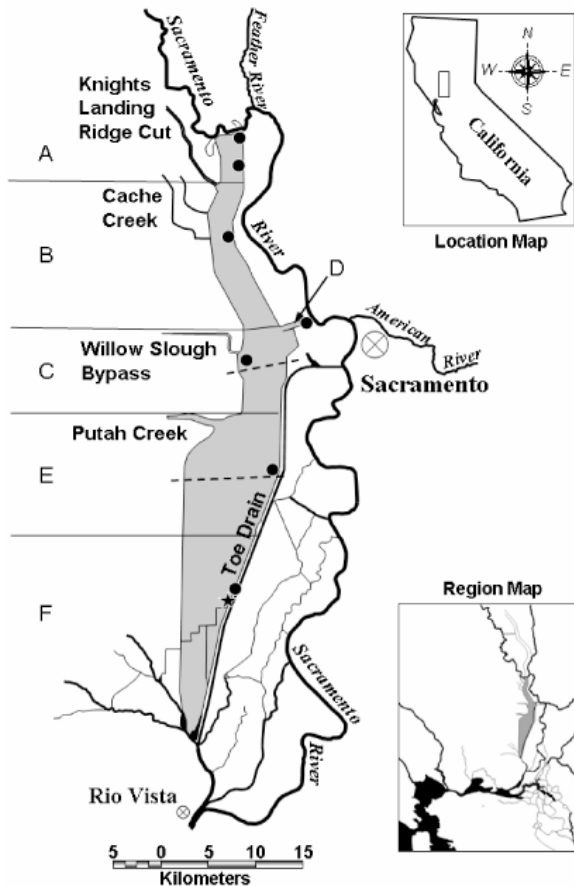 Sacramento
Feather River
Knights
Landing
Ridge Cut
A
Cache
Creek
River
B
D
American
River
Willow Slough
Bypass
C
Sacramento
Putah Creek
E
Toe Drain
F
Sacramento
River
Rio Vista
5 0 5 10 15
Kilometers
N
W E
S
California
Location Map
Region Map